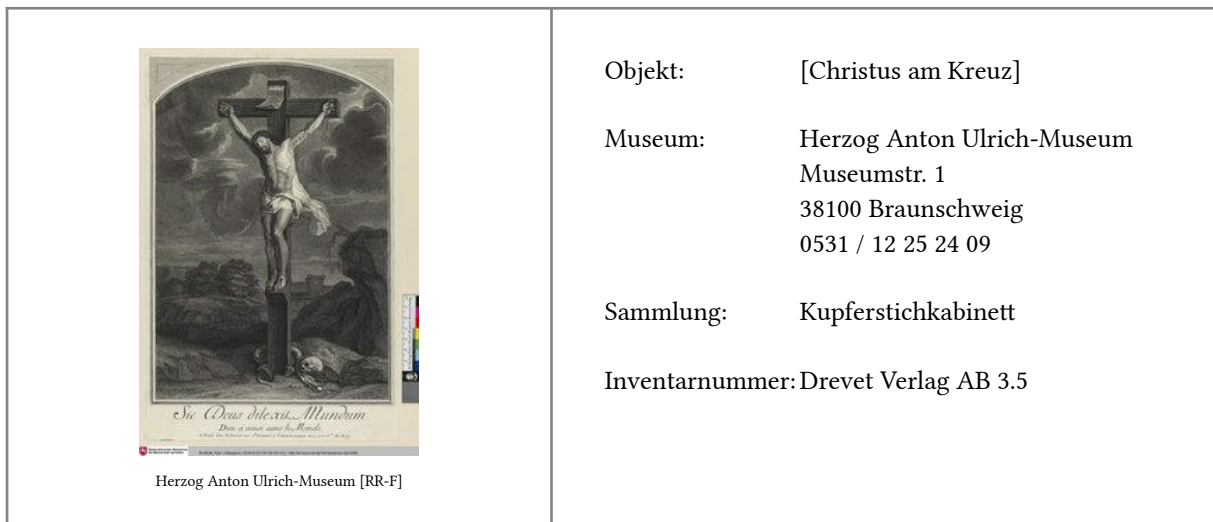 Sic Deus dilexit Mundum
Dieu a ainsi aimé le Monde
Herzog Anton Ulrich-Museum [RR-F]
Objekt: [Christus am Kreuz]
Museum: Herzog Anton Ulrich-Museum
Museumstr. 1
38100 Braunschweig
0531 / 12 25 24 09
Sammlung: Kupferstichkabinett
Inventarnummer: Drevet Verlag AB 3.5